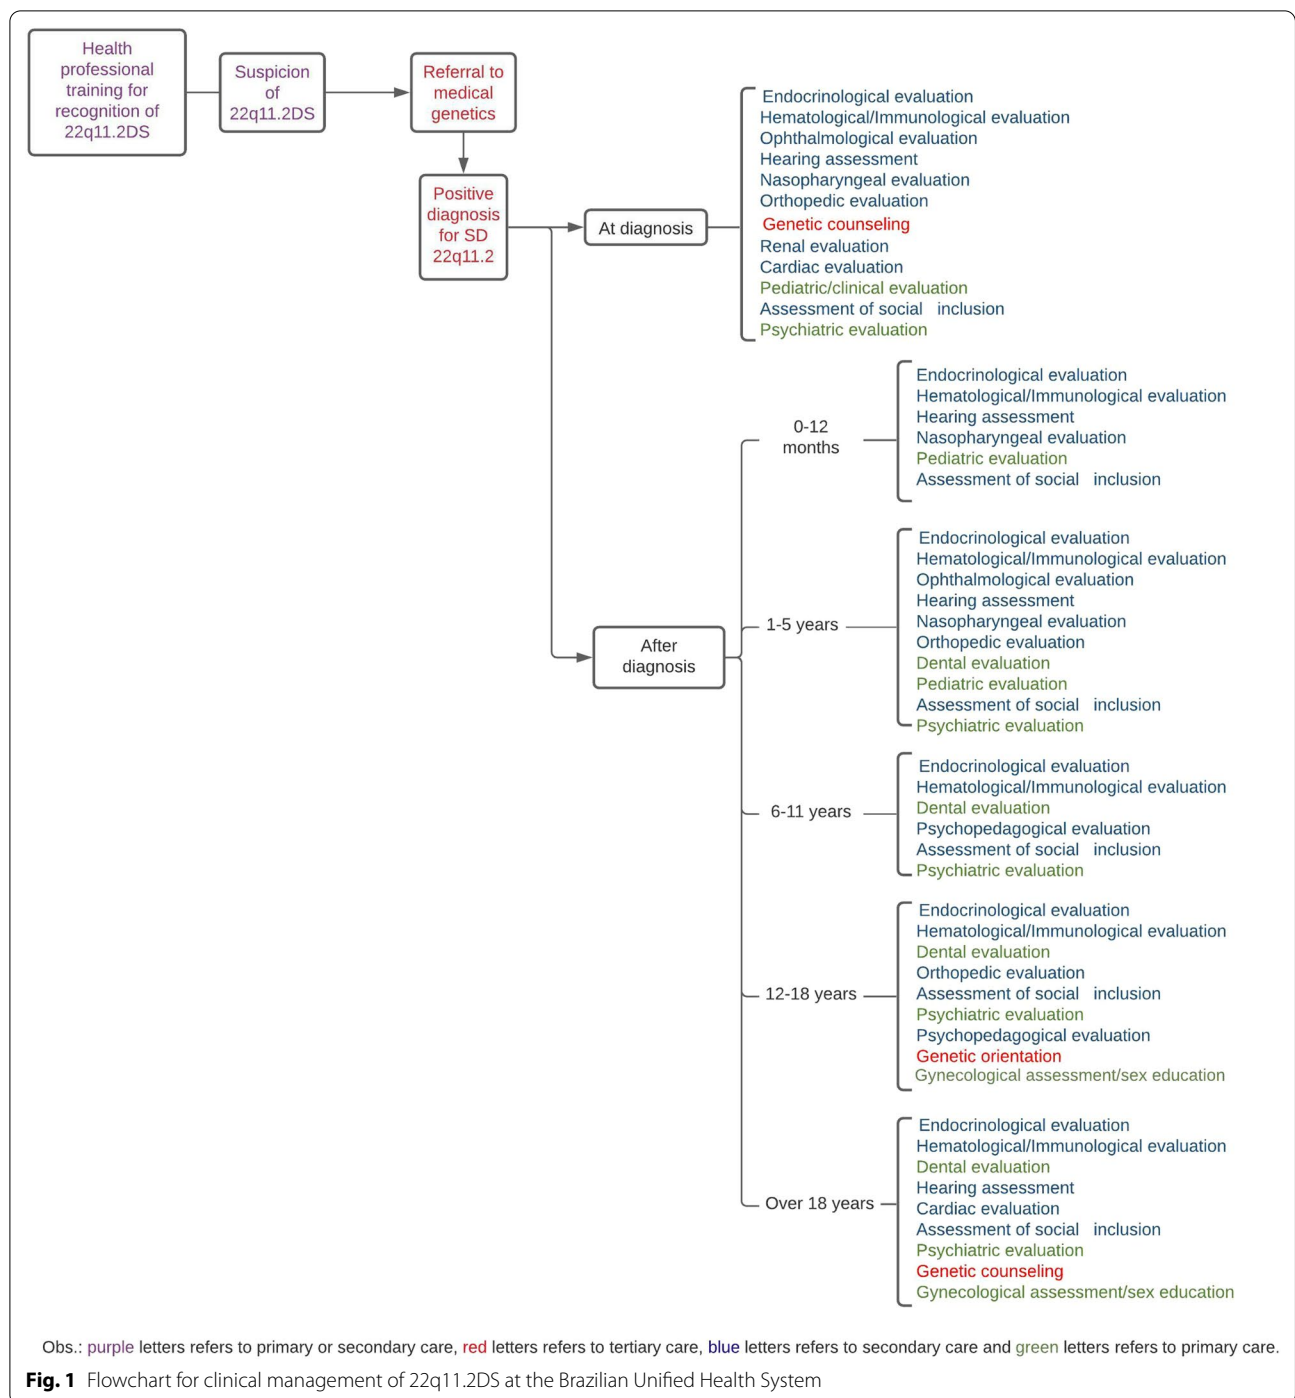 Health
professional
training for
recognition of
22q11.2DS
Suspicion
of
22q11.2DS
Referral to
medical
genetics
Positive
diagnosis
for SD
22q11.2
At diagnosis
Endocrinological evaluation
Hematological/Immunological evaluation
Ophthalmological evaluation
Hearing assessment
Nasopharyngeal evaluation
Orthopedic evaluation
Genetic counseling
Renal evaluation
Cardiac evaluation
Pediatric/clinical evaluation
Assessment of social inclusion
Psychiatric evaluation
After
diagnosis
0-12
months
Endocrinological evaluation
Hematological/Immunological evaluation
Hearing assessment
Nasopharyngeal evaluation
Pediatric evaluation
Assessment of social inclusion
1-5 years
Endocrinological evaluation
Hematological/Immunological evaluation
Ophthalmological evaluation
Hearing assessment
Nasopharyngeal evaluation
Orthopedic evaluation
Dental evaluation
Pediatric evaluation
Assessment of social inclusion
Psychiatric evaluation
6-11 years
Endocrinological evaluation
Hematological/Immunological evaluation
Dental evaluation
Psychopedagogical evaluation
Assessment of social inclusion
Psychiatric evaluation
12-18 years
Endocrinological evaluation
Hematological/Immunological evaluation
Dental evaluation
Orthopedic evaluation
Assessment of social inclusion
Psychiatric evaluation
Psychopedagogical evaluation
Genetic orientation
Gynecological assessment/sex education
Over 18 years
Endocrinological evaluation
Hematological/Immunological evaluation
Dental evaluation
Hearing assessment
Cardiac evaluation
Assessment of social inclusion
Psychiatric evaluation
Genetic counseling
Gynecological assessment/sex education
Obs.: purple letters refers to primary or secondary care, red letters refers to tertiary care, blue letters refers to secondary care and green letters refers to primary care.
Fig. 1 Flowchart for clinical management of 22q11.2DS at the Brazilian Unified Health System